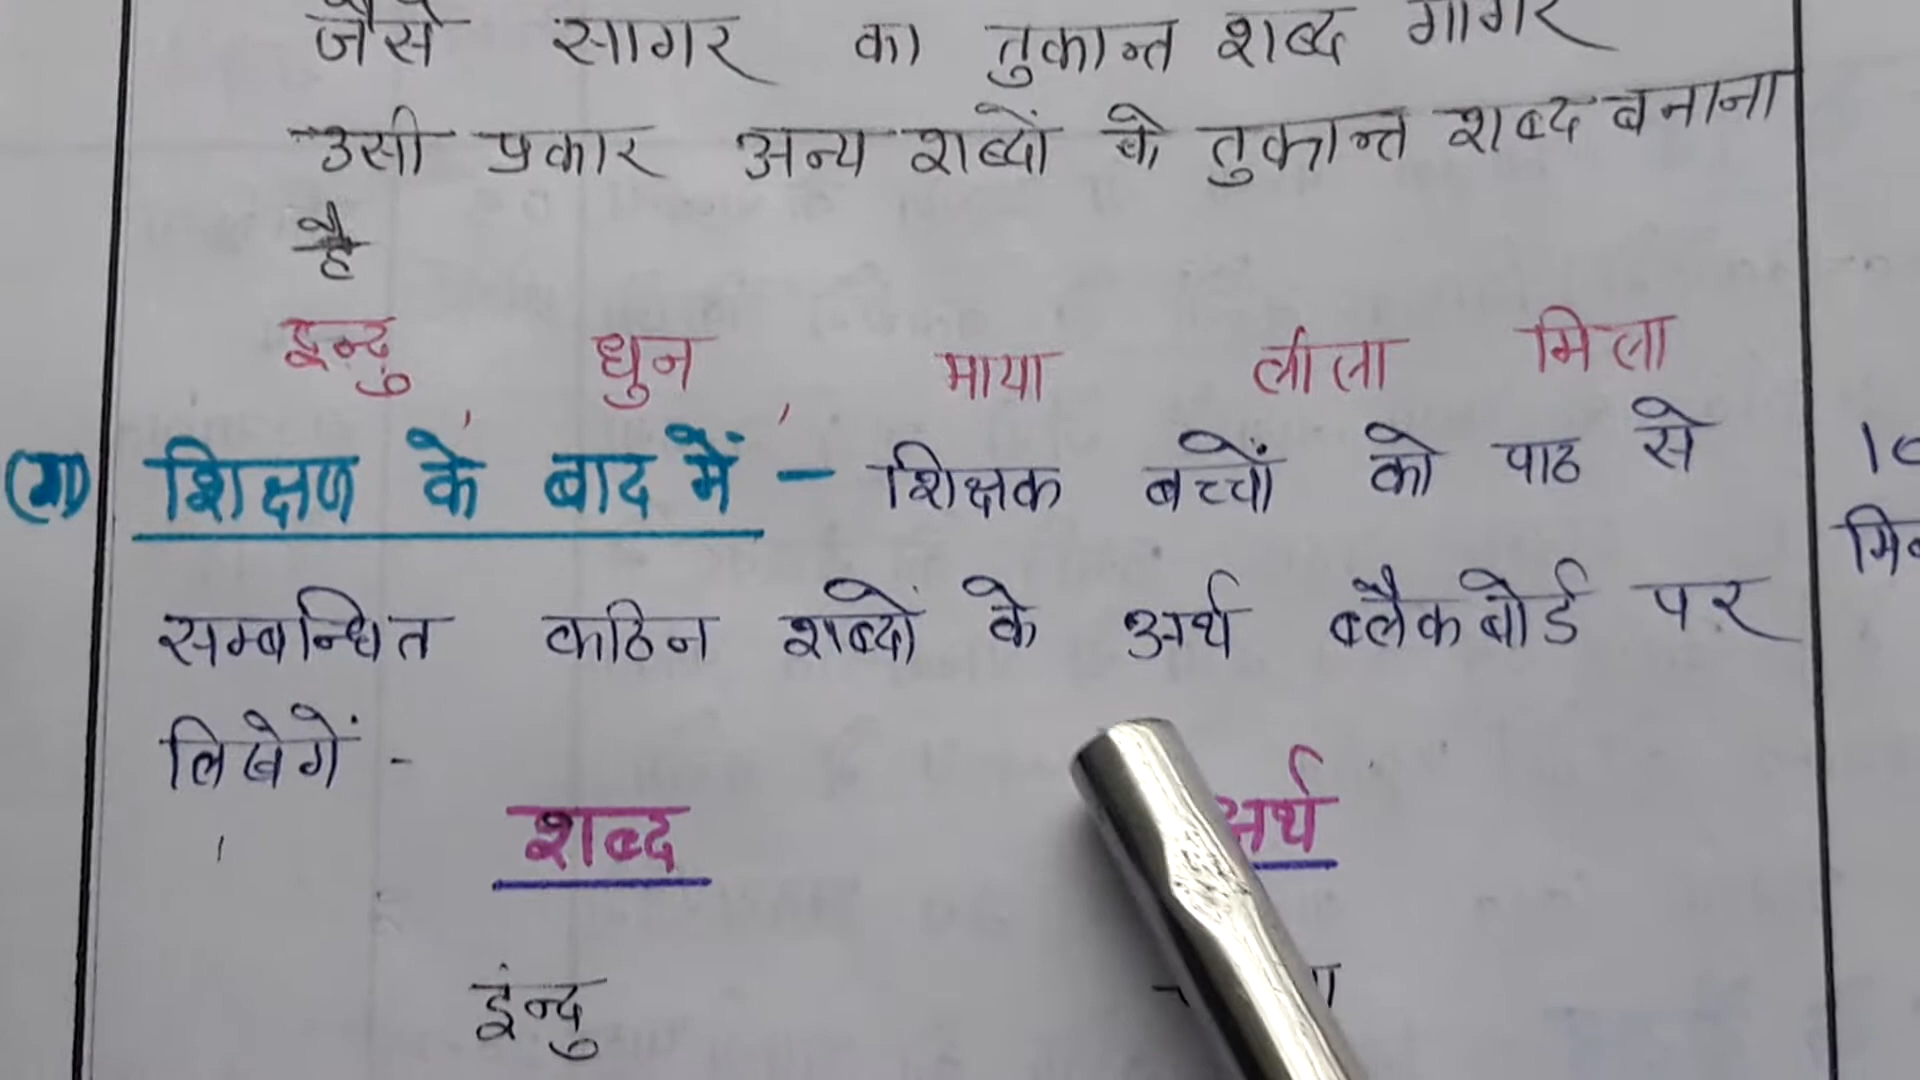 जैसे सागर का तुकान्त शब्द गागर
उसी प्रकार अन्य शब्दों के तुकान्त शब्द बनाना
है
इन्दु धुन माया लीला मिला
(ग) शिक्षण के बाद में - शिक्षक बच्चों को पाठ से
सम्बन्धित कठिन शब्दों के अर्थ ब्लैकबोर्ड पर
लिखेगें -
शब्द अर्थ
इंन्दु